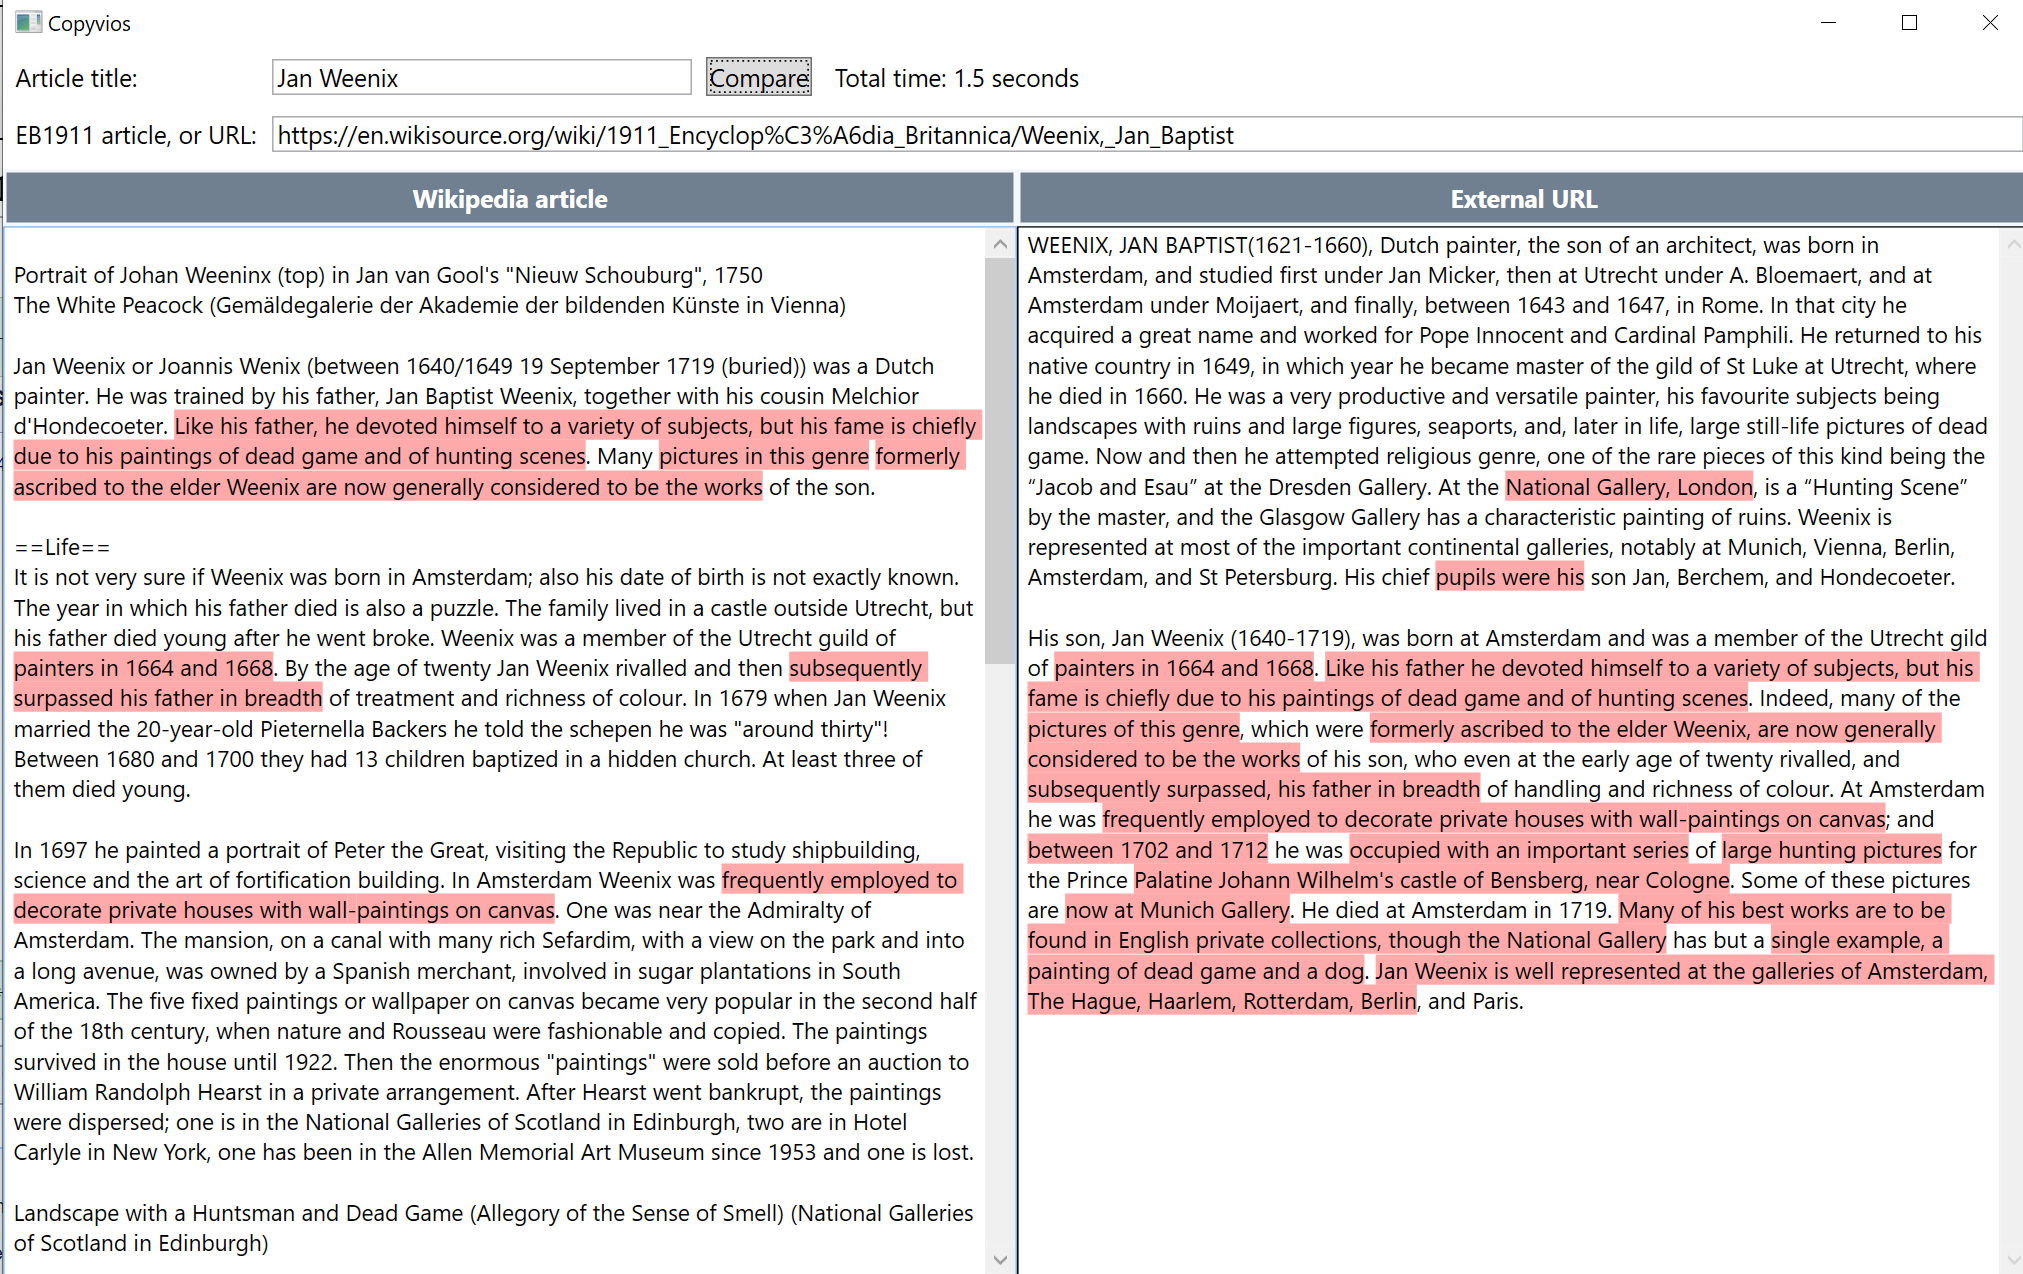 Copyvios
Article title:
Jan Weenix
Compare
Total time: 1.5 seconds
EB1911 article, or URL:
https://en.wikisource.org/wiki/1911_Encyclop%C3%A6dia_Britannica/Weenix,_Jan_Baptist
Wikipedia article
Portrait of Johan Weeninx (top) in Jan van Gool's "Nieuw Schouburg", 1750
The White Peacock (Gemäldegalerie der Akademie der bildenden Künste in Vienna)
Jan Weenix or Joannis Wenix (between 1640/1649 19 September 1719 (buried)) was a Dutch
painter. He was trained by his father, Jan Baptist Weenix, together with his cousin Melchior
d'Hondecoeter. Like his father, he devoted himself to a variety of subjects, but his fame is chiefly
due to his paintings of dead game and of hunting scenes. Many pictures in this genre formerly
ascribed to the elder Weenix are now generally considered to be the works of the son.
==Life==
It is not very sure if Weenix was born in Amsterdam; also his date of birth is not exactly known.
The year in which his father died is also a puzzle. The family lived in a castle outside Utrecht, but
his father died young after he went broke. Weenix was a member of the Utrecht guild of
painters in 1664 and 1668. By the age of twenty Jan Weenix rivalled and then subsequently
surpassed his father in breadth of treatment and richness of colour. In 1679 when Jan Weenix
married the 20-year-old Pieternella Backers he told the schepen he was "around thirty"!
Between 1680 and 1700 they had 13 children baptized in a hidden church. At least three of
them died young.
In 1697 he painted a portrait of Peter the Great, visiting the Republic to study shipbuilding,
science and the art of fortification building. In Amsterdam Weenix was frequently employed to
decorate private houses with wall-paintings on canvas. One was near the Admiralty of
Amsterdam. The mansion, on a canal with many rich Sefardim, with a view on the park and into
a long avenue, was owned by a Spanish merchant, involved in sugar plantations in South
America. The five fixed paintings or wallpaper on canvas became very popular in the second half
of the 18th century, when nature and Rousseau were fashionable and copied. The paintings
survived in the house until 1922. Then the enormous "paintings" were sold before an auction to
William Randolph Hearst in a private arrangement. After Hearst went bankrupt, the paintings
were dispersed; one is in the National Galleries of Scotland in Edinburgh, two are in Hotel
Carlyle in New York, one has been in the Allen Memorial Art Museum since 1953 and one is lost.
Landscape with a Huntsman and Dead Game (Allegory of the Sense of Smell) (National Galleries
of Scotland in Edinburgh)
External URL
WEENIX, JAN BAPTIST(1621-1660), Dutch painter, the son of an architect, was born in
Amsterdam, and studied first under Jan Micker, then at Utrecht under A. Bloemaert, and at
Amsterdam under Moijaert, and finally, between 1643 and 1647, in Rome. In that city he
acquired a great name and worked for Pope Innocent and Cardinal Pamphili. He returned to his
native country in 1649, in which year he became master of the gild of St Luke at Utrecht, where
he died in 1660. He was a very productive and versatile painter, his favourite subjects being
landscapes with ruins and large figures, seaports, and, later in life, large still-life pictures of dead
game. Now and then he attempted religious genre, one of the rare pieces of this kind being the
“Jacob and Esau” at the Dresden Gallery. At the National Gallery, London, is a “Hunting Scene”
by the master, and the Glasgow Gallery has a characteristic painting of ruins. Weenix is
represented at most of the important continental galleries, notably at Munich, Vienna, Berlin,
Amsterdam, and St Petersburg. His chief pupils were his son Jan, Berchem, and Hondecoeter.
His son, Jan Weenix (1640-1719), was born at Amsterdam and was a member of the Utrecht gild
of painters in 1664 and 1668. Like his father he devoted himself to a variety of subjects, but his
fame is chiefly due to his paintings of dead game and of hunting scenes. Indeed, many of the
pictures of this genre, which were formerly ascribed to the elder Weenix, are now generally
considered to be the works of his son, who even at the early age of twenty rivalled, and
subsequently surpassed, his father in breadth of handling and richness of colour. At Amsterdam
he was frequently employed to decorate private houses with wall-paintings on canvas; and
between 1702 and 1712 he was occupied with an important series of large hunting pictures for
the Prince Palatine Johann Wilhelm's castle of Bensberg, near Cologne. Some of these pictures
are now at Munich Gallery. He died at Amsterdam in 1719. Many of his best works are to be
found in English private collections, though the National Gallery has but a single example, a
painting of dead game and a dog. Jan Weenix is well represented at the galleries of Amsterdam,
The Hague, Haarlem, Rotterdam, Berlin, and Paris.